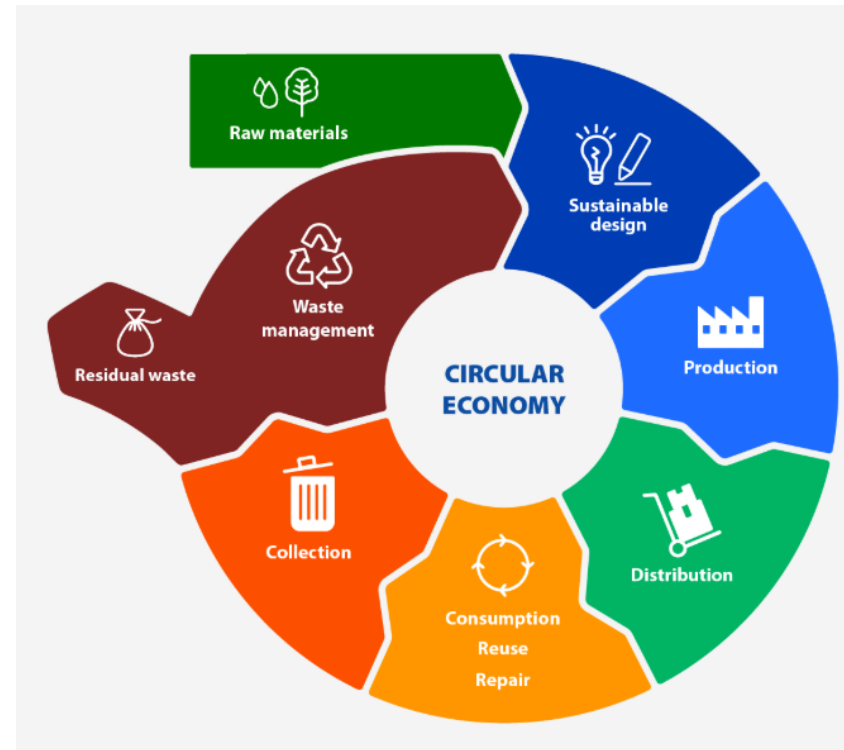 Raw materials
Sustainable
design
Production
Distribution
Consumption
Reuse
Repair
Collection
Waste
management
Residual waste
CIRCULAR
ECONOMY